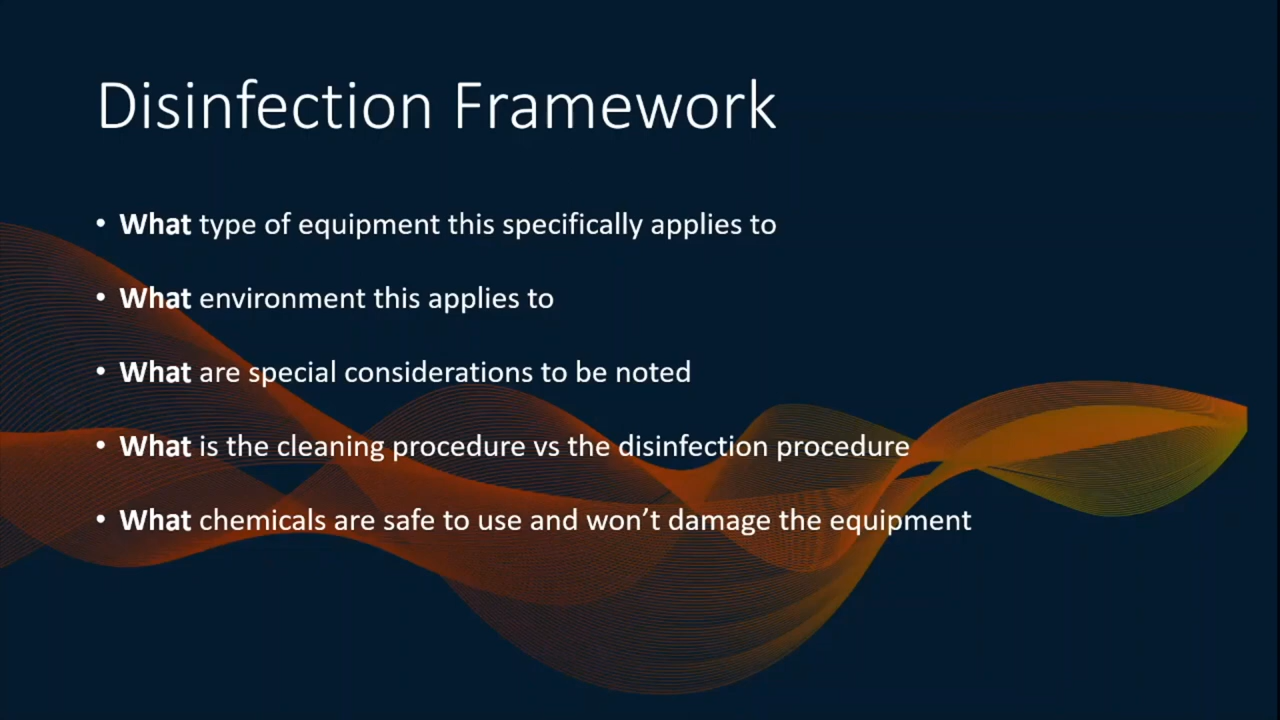 Disinfection Framework
• What type of equipment this specifically applies to
• What environment this applies to
• What are special considerations to be noted
• What is the cleaning procedure vs the disinfection procedure
• What chemicals are safe to use and won’t damage the equipment